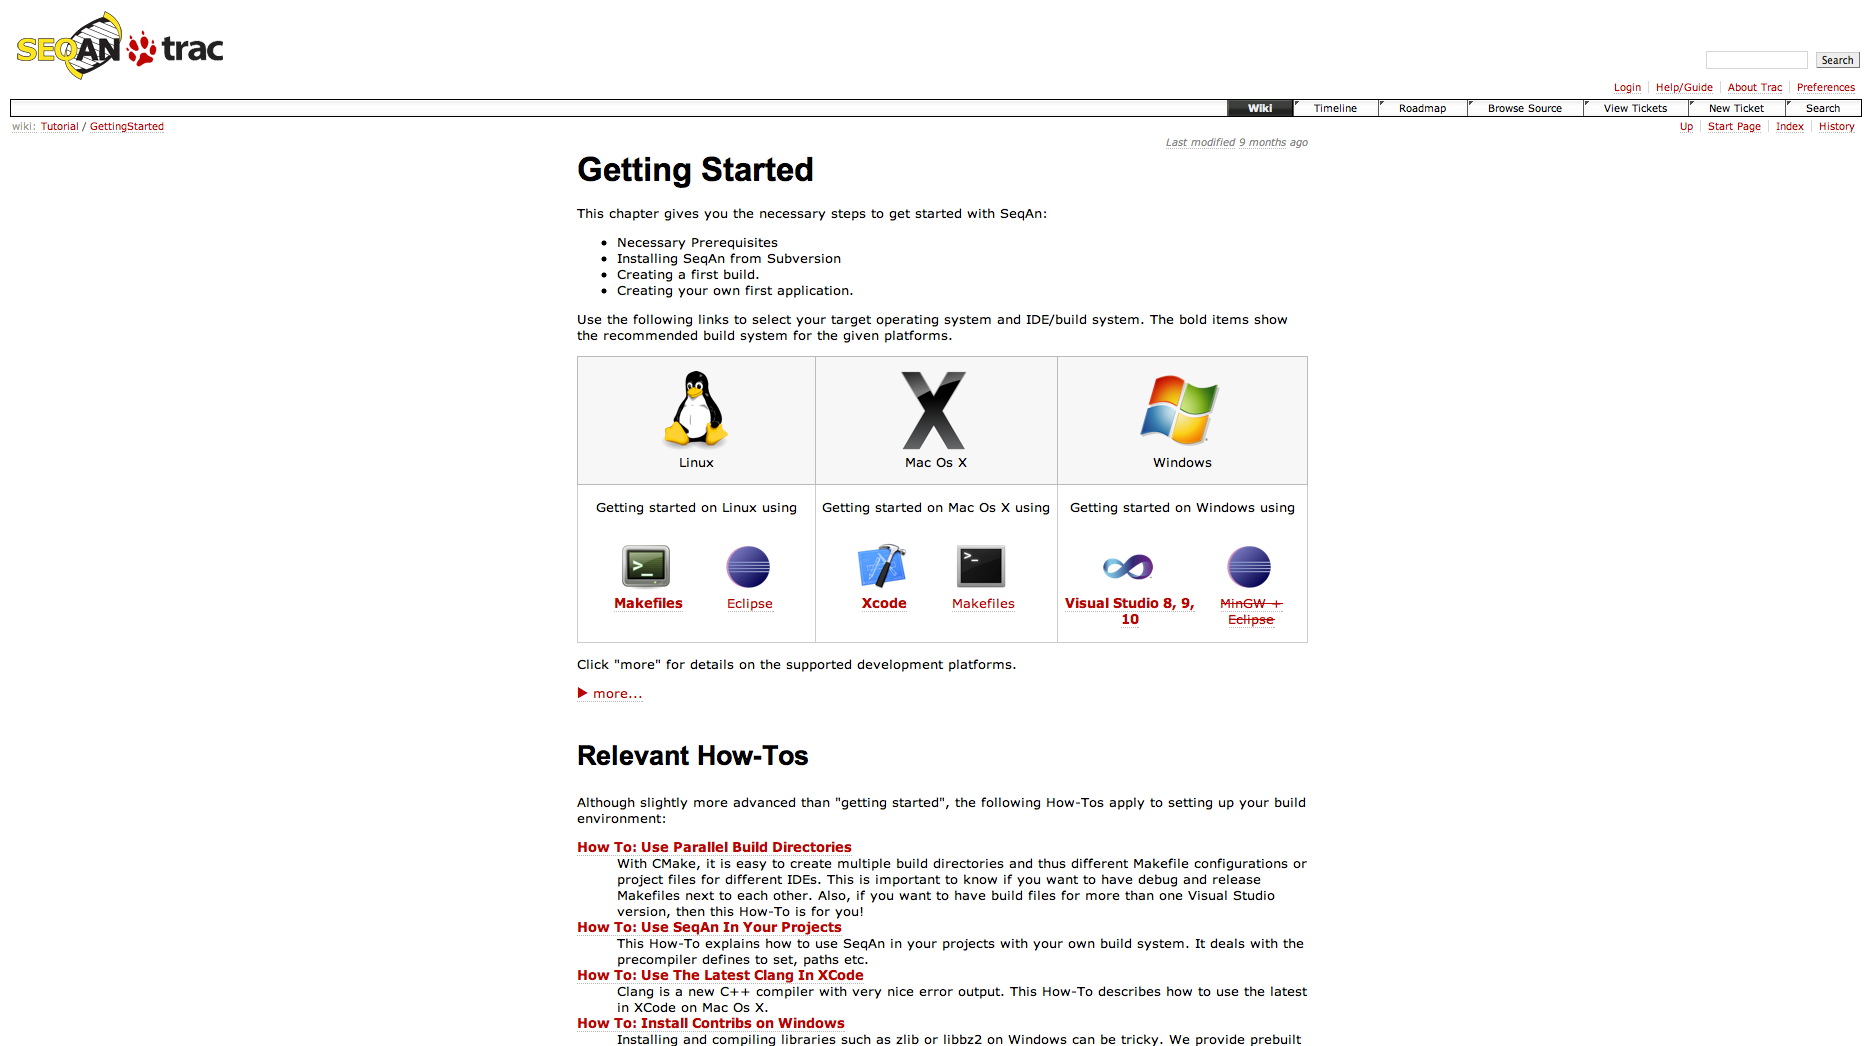 SEQAN trac
Search
Login Help/Guide About Trac Preferences
Wiki Timeline Roadmap Browse Source View Tickets New Ticket Search
wiki: Tutorial / GettingStarted
Up Start Page Index History
Last modified 9 months ago
Getting Started
This chapter gives you the necessary steps to get started with SeqAn:
• Necessary Prerequisites
• Installing SeqAn from Subversion
• Creating a first build.
• Creating your own first application.
Use the following links to select your target operating system and IDE/build system. The bold items show
the recommended build system for the given platforms.
X
Linux Mac Os X Windows
Getting started on Linux using Getting started on Mac Os X using Getting started on Windows using
>_ >_
Makefiles Eclipse Xcode Makefiles Visual Studio 8, 9, MinGW +
10 Eclipse
Click "more" for details on the supported development platforms.
more...
Relevant How-Tos
Although slightly more advanced than "getting started", the following How-Tos apply to setting up your build
environment:
How To: Use Parallel Build Directories
With CMake, it is easy to create multiple build directories and thus different Makefile configurations or
project files for different IDEs. This is important to know if you want to have debug and release
Makefiles next to each other. Also, if you want to have build files for more than one Visual Studio
version, then this How-To is for you!
How To: Use SeqAn In Your Projects
This How-To explains how to use SeqAn in your projects with your own build system. It deals with the
precompiler defines to set, paths etc.
How To: Use The Latest Clang In XCode
Clang is a new C++ compiler with very nice error output. This How-To describes how to use the latest
in XCode on Mac Os X.
How To: Install Contribs on Windows
Installing and compiling libraries such as zlib or libbz2 on Windows can be tricky. We provide prebuilt